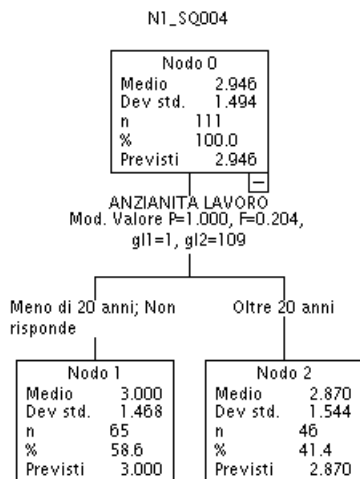 N1_SQ004
Nodo 0
Medio 2.946
Dev std. 1.494
n 111
% 100.0
Previsti 2.946
ANZIANITA LAVORO
Mod. Valore P=1.000, F=0.204,
gl1=1, gl2=109
Meno di 20 anni; Non
risponde
Oltre 20 anni
Nodo 1
Medio 3.000
Dev std. 1.468
n 65
% 58.6
Previsti 3.000
Nodo 2
Medio 2.870
Dev std. 1.544
n 46
% 41.4
Previsti 2.870